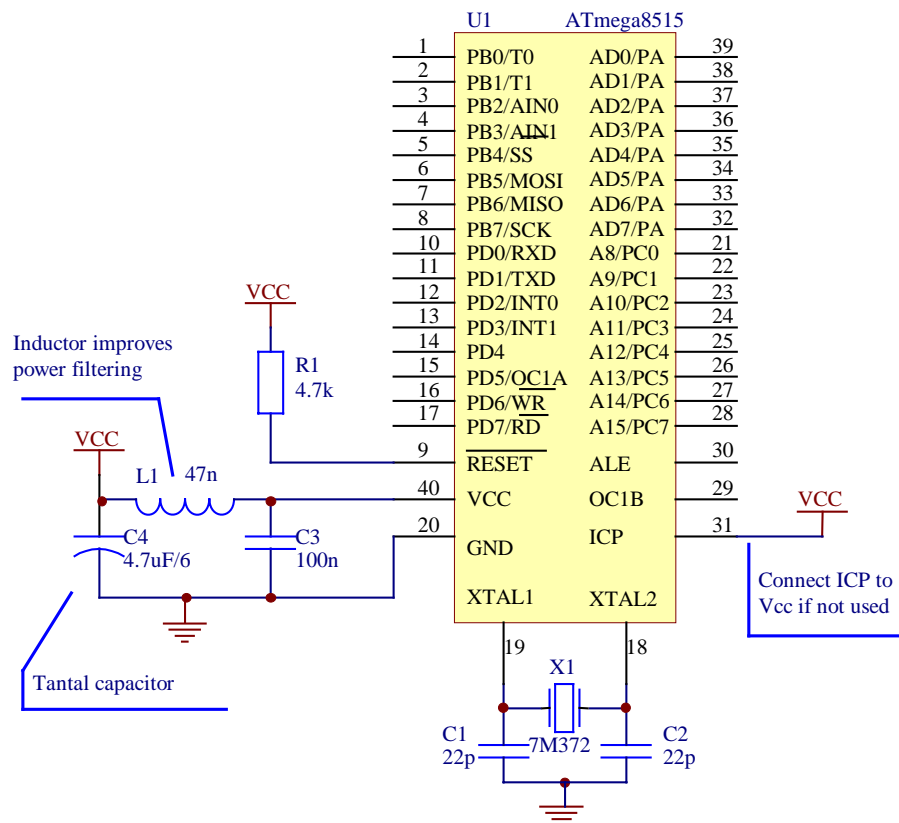 U1 ATmega8515
1 PB0/T0 AD0/PA 39
2 PB1/T1 AD1/PA 38
3 PB2/AIN0 AD2/PA 37
4 PB3/AIN1 AD3/PA 36
5 PB4/SS AD4/PA 35
6 PB5/MOSI AD5/PA 34
7 PB6/MISO AD6/PA 33
8 PB7/SCK AD7/PA 32
10 PD0/RXD A8/PC0 21
11 PD1/TXD A9/PC1 22
12 PD2/INT0 A10/PC2 23
13 PD3/INT1 A11/PC3 24
14 PD4 A12/PC4 25
15 PD5/OC1A A13/PC5 26
16 PD6/WR A14/PC6 27
17 PD7/RD A15/PC7 28
9 RESET ALE 30
40 VCC OC1B 29
20 GND ICP 31
XTAL1 XTAL2
19 18
VCC
R1
4.7k
Inductor improves
power filtering
VCC
L1 47n
C4
4.7uF/6
C3
100n
Tantal capacitor
VCC
Connect ICP to
Vcc if not used
X1
7M372
C1
22p
C2
22p